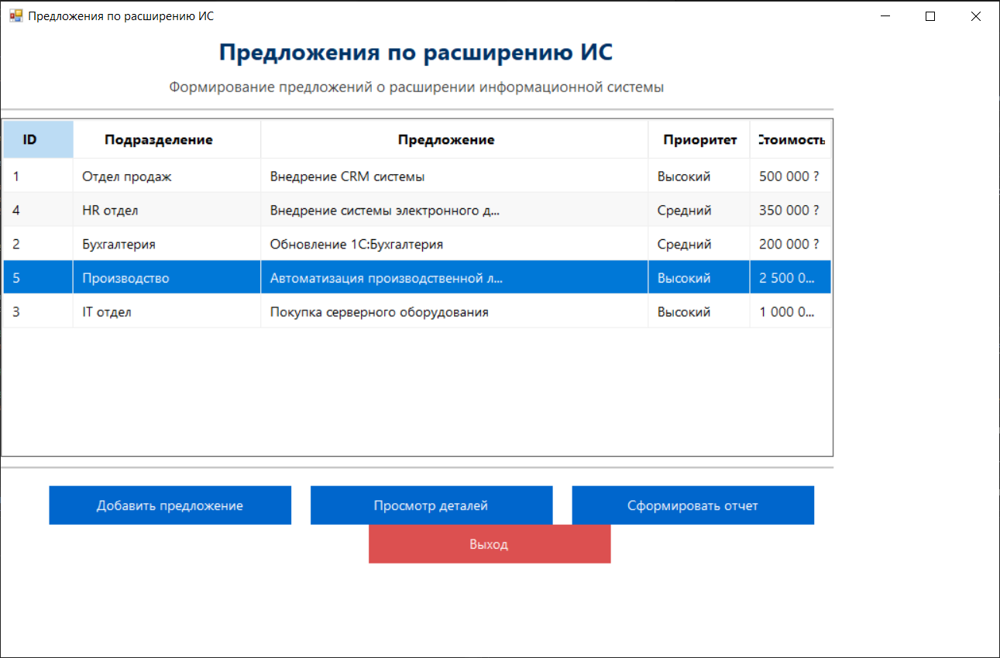 Предложения по расширению ИС
Предложения по расширению ИС
Формирование предложений о расширении информационной системы
ID Подразделение Предложение Приоритет Стоимость
1 Отдел продаж Внедрение CRM системы Высокий 500 000 ?
4 HR отдел Внедрение системы электронного д... Средний 350 000 ?
2 Бухгалтерия Обновление 1С:Бухгалтерия Средний 200 000 ?
5 Производство Автоматизация производственной л... Высокий 2 500 0...
3 IT отдел Покупка серверного оборудования Высокий 1 000 0...
Добавить предложение Просмотр деталей Сформировать отчет
Выход